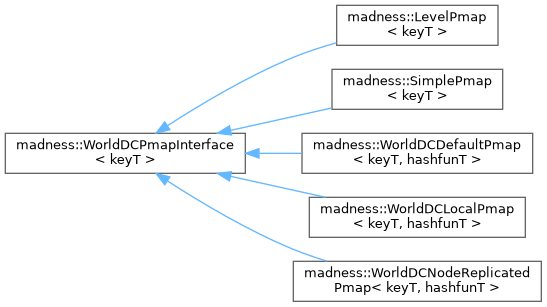 madness::LevelPmap
< keyT >
madness::SimplePmap
< keyT >
madness::WorldDCPmapInterface
< keyT >
madness::WorldDCDefaultPmap
< keyT, hashfunT >
madness::WorldDCLocalPmap
< keyT, hashfunT >
madness::WorldDCNodeReplicated
Pmap< keyT, hashfunT >